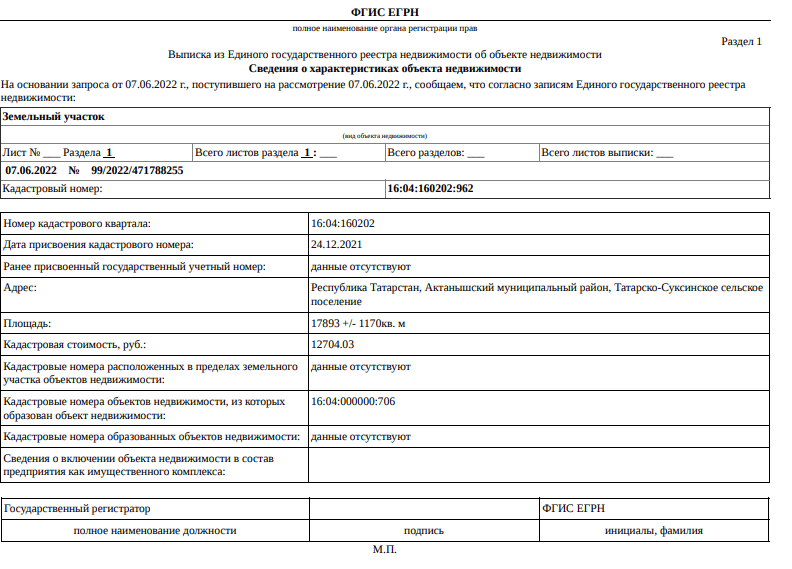 ФГИС ЕГРН
полное наименование органа регистрации прав
Раздел 1
Выписка из Единого государственного реестра недвижимости об объекте недвижимости
Сведения о характеристиках объекта недвижимости
На основании запроса от 07.06.2022 г., поступившего на рассмотрение 07.06.2022 г., сообщаем, что согласно записям Единого государственного реестра
недвижимости:
Земельный участок
(вид объекта недвижимости)
Лист № ___ Раздела 1 Всего листов раздела 1 : ___ Всего разделов: ___ Всего листов выписки: ___
07.06.2022 № 99/2022/471788255
Кадастровый номер: 16:04:160202:962
Номер кадастрового квартала: 16:04:160202
Дата присвоения кадастрового номера: 24.12.2021
Ранее присвоенный государственный учетный номер: данные отсутствуют
Адрес: Республика Татарстан, Актанышский муниципальный район, Татарско-Суксинское сельское
поселение
Площадь: 17893 +/- 1170кв. м
Кадастровая стоимость, руб.: 12704.03
Кадастровые номера расположенных в пределах земельного данные отсутствуют
участка объектов недвижимости:
Кадастровые номера объектов недвижимости, из которых 16:04:000000:706
образован объект недвижимости:
Кадастровые номера образованных объектов недвижимости: данные отсутствуют
Сведения о включении объекта недвижимости в состав
предприятия как имущественного комплекса:
Государственный регистратор ФГИС ЕГРН
полное наименование должности подпись инициалы, фамилия
М.П.